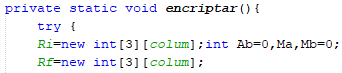 private static void encriptar(){
try {
Ri=new int[3][colum];int Ab=0,Ma,Mb=0;
Rf=new int[3][colum];